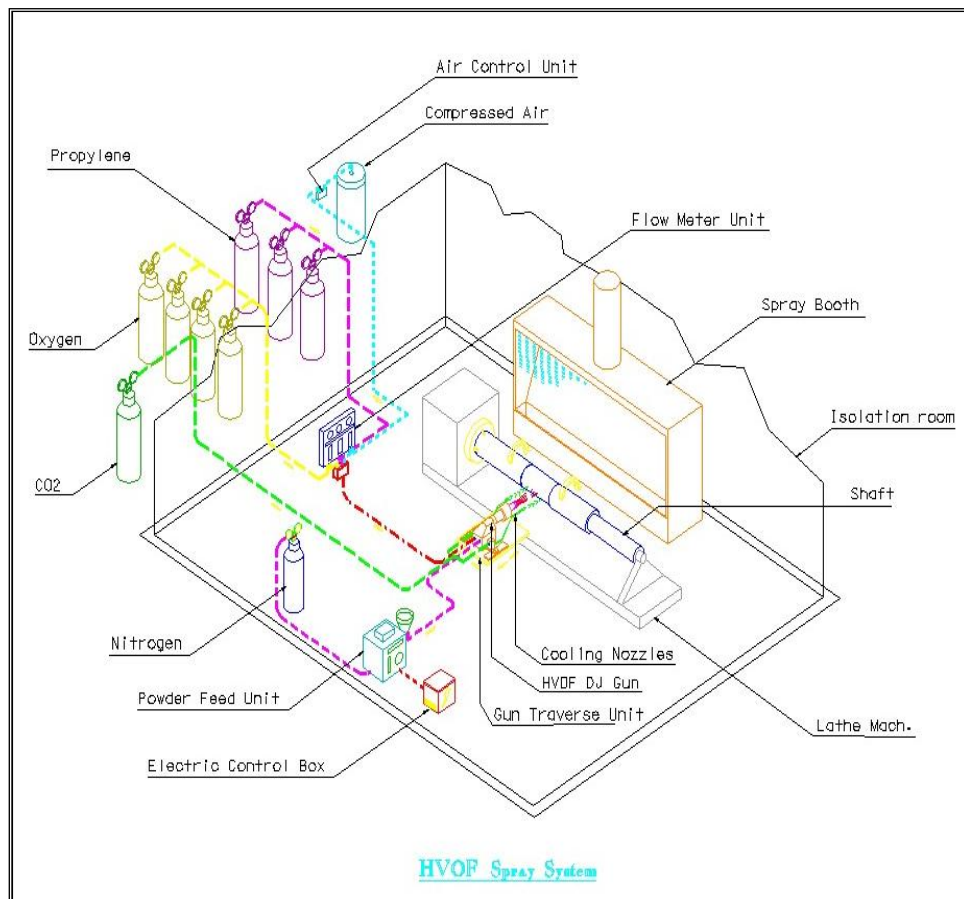 Air Control Unit
Compressed Air
Propylene
Flow Meter Unit
Spray Booth
Oxygen
Isolation room
CO2
Shaft
Nitrogen
Cooling Nozzles
HVOF DJ Gun
Powder Feed Unit
Gun Traverse Unit
Lathe Mach.
Electric Control Box
HVOF Spray System